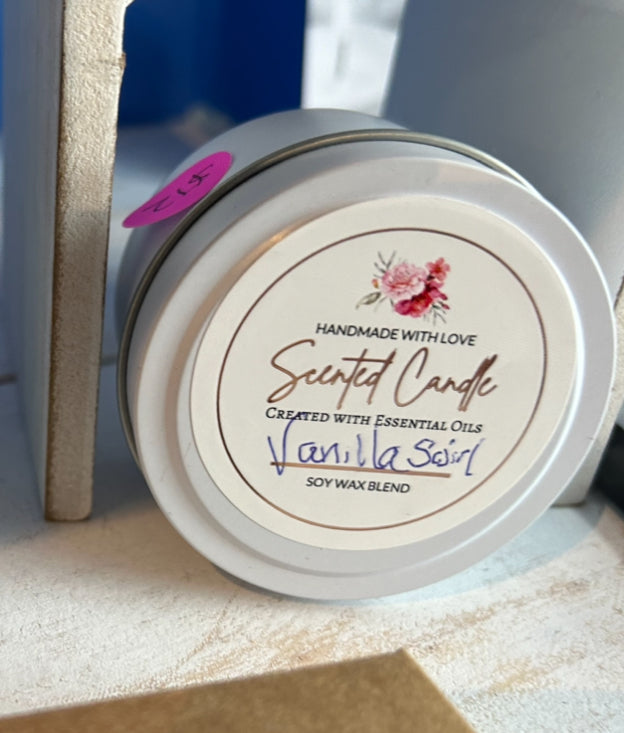 HANDMADE WITH LOVE
Scented Candle
CREATED WITH ESSENTIAL OILS
Vanilla Swirl
SOY WAX BLEND